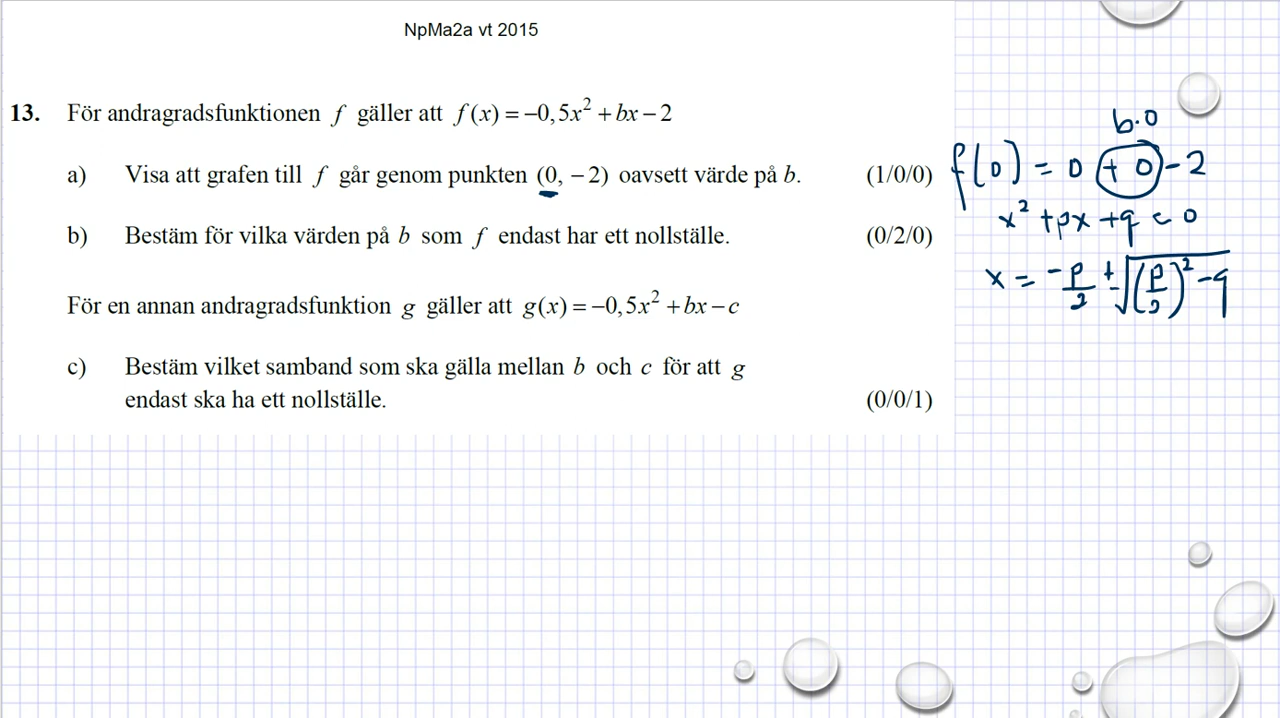 NpMa2a vt 2015
13. För andragradsfunktionen f gäller att f(x) = −0,5x² + bx − 2
a) Visa att grafen till f går genom punkten (0, −2) oavsett värde på b. (1/0/0)
b) Bestäm för vilka värden på b som f endast har ett nollställe. (0/2/0)
För en annan andragradsfunktion g gäller att g(x) = −0,5x² + bx − c
c) Bestäm vilket samband som ska gälla mellan b och c för att g
endast ska ha ett nollställe. (0/0/1)
b·0
f(0) = 0 + 0 − 2
x² + px + q = 0
x = −p/2 ± √((p/2)² − q)